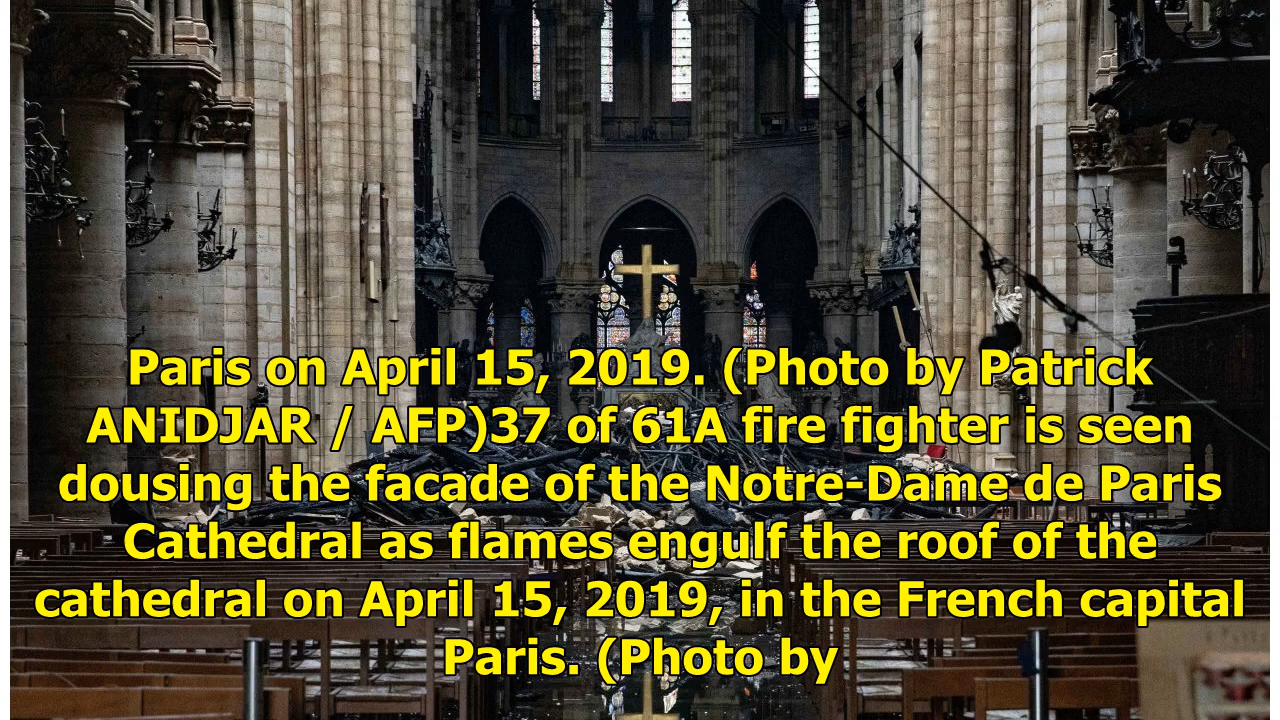 Paris on April 15, 2019. (Photo by Patrick
ANIDJAR / AFP)37 of 61A fire fighter is seen
dousing the facade of the Notre-Dame de Paris
Cathedral as flames engulf the roof of the
cathedral on April 15, 2019, in the French capital
Paris. (Photo by